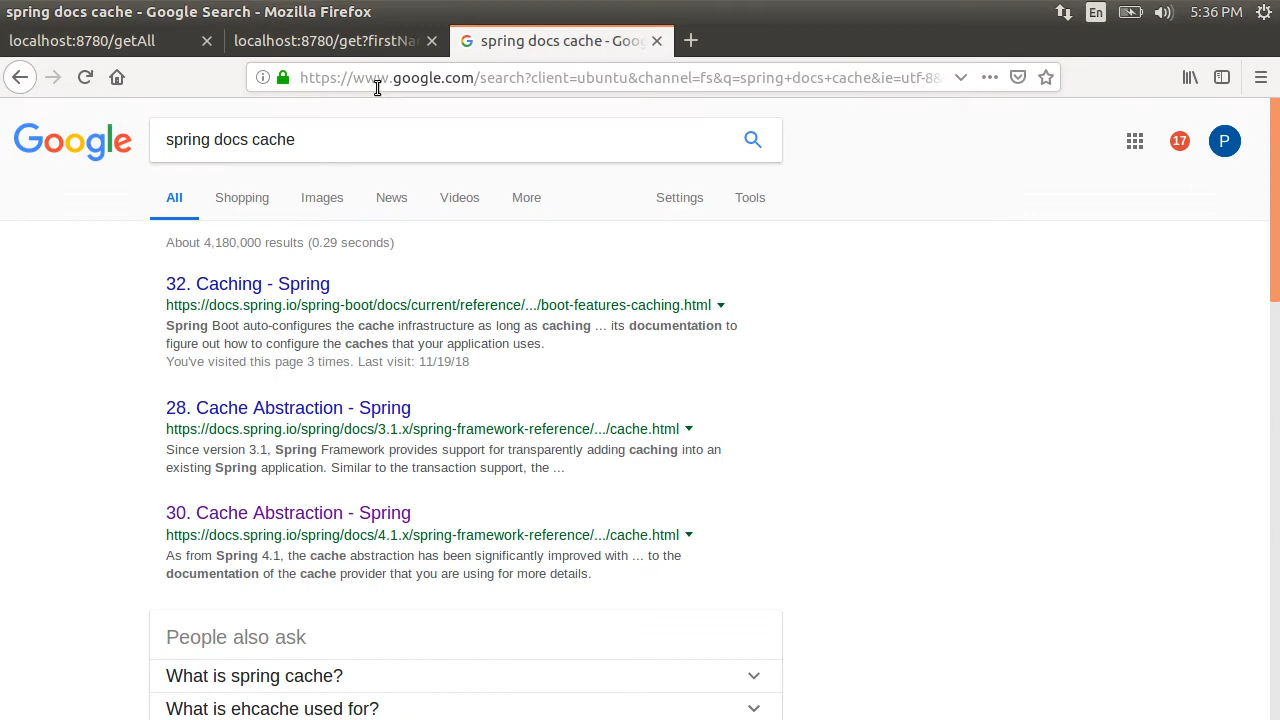 spring docs cache - Google Search - Mozilla Firefox
En
5:36 PM
localhost:8780/getAll
localhost:8780/get?firstNa
spring docs cache - Goo
https://www.google.com/search?client=ubuntu&channel=fs&q=spring+docs+cache&ie=utf-8&
Google
spring docs cache
17
P
All
Shopping
Images
News
Videos
More
Settings
Tools
About 4,180,000 results (0.29 seconds)
32. Caching - Spring
https://docs.spring.io/spring-boot/docs/current/reference/.../boot-features-caching.html
Spring Boot auto-configures the cache infrastructure as long as caching ... its documentation to
figure out how to configure the caches that your application uses.
You've visited this page 3 times. Last visit: 11/19/18
28. Cache Abstraction - Spring
https://docs.spring.io/spring/docs/3.1.x/spring-framework-reference/.../cache.html
Since version 3.1, Spring Framework provides support for transparently adding caching into an
existing Spring application. Similar to the transaction support, the ...
30. Cache Abstraction - Spring
https://docs.spring.io/spring/docs/4.1.x/spring-framework-reference/.../cache.html
As from Spring 4.1, the cache abstraction has been significantly improved with ... to the
documentation of the cache provider that you are using for more details.
People also ask
What is spring cache?
What is ehcache used for?